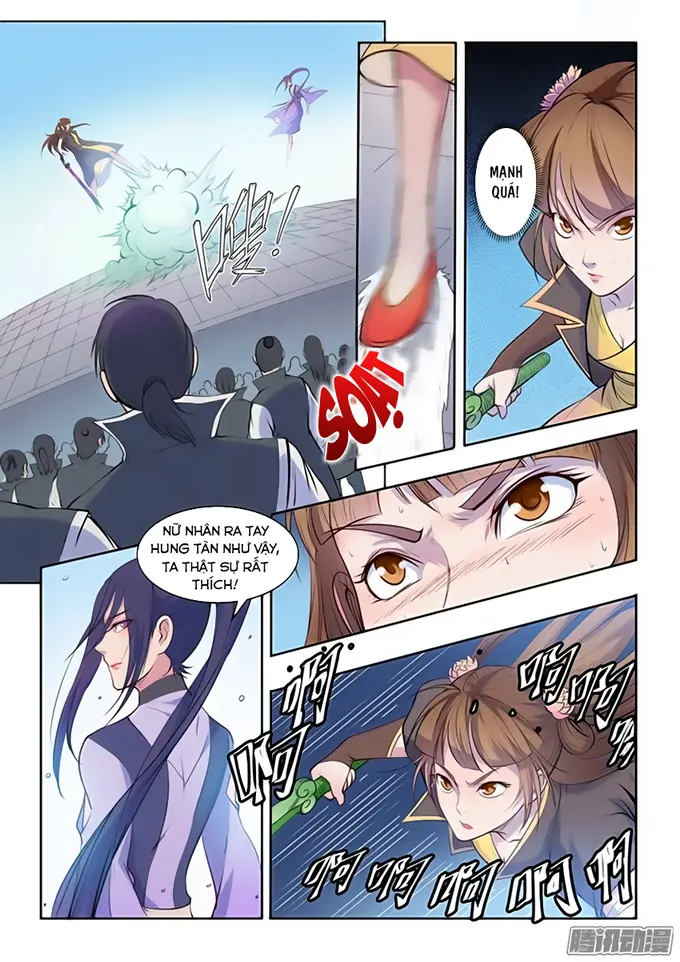 MẠNH
QUÁ!
嗖!
SOẠT
NỮ NHÂN RA TAY
HUNG TÀN NHƯ VẬY,
TA THẬT SỰ RẤT
THÍCH!
腾讯动漫